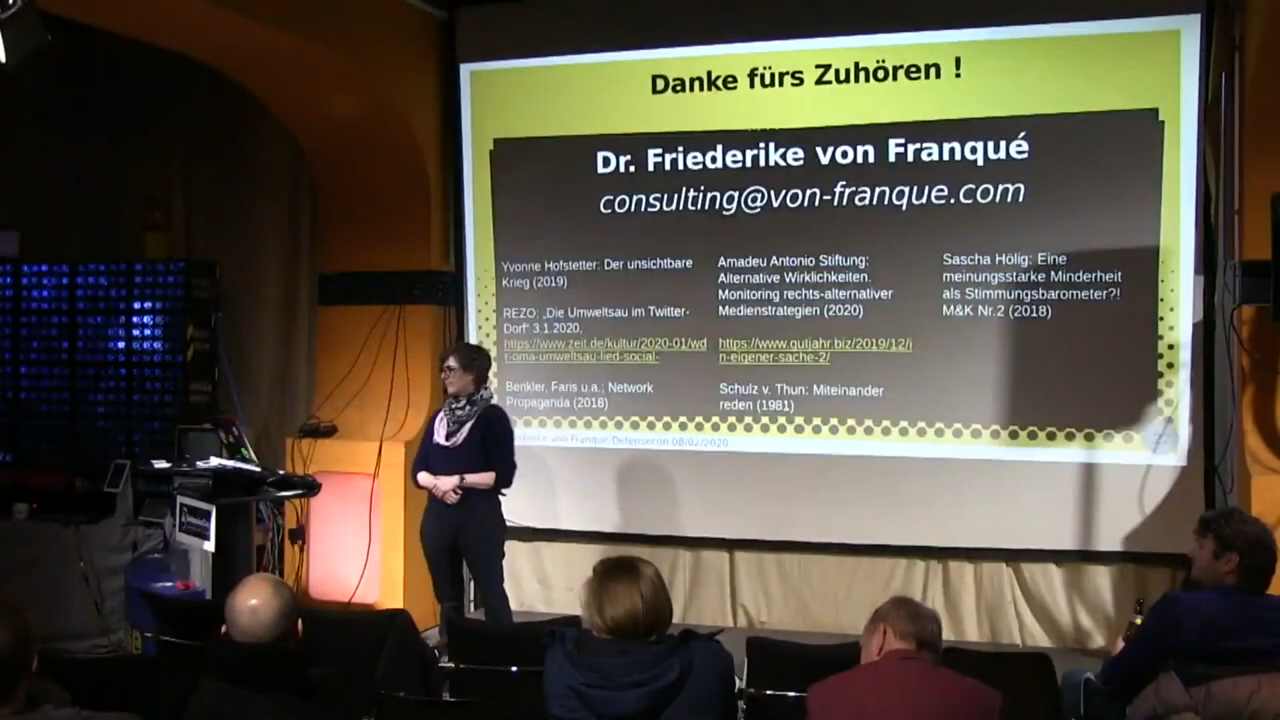 Danke fürs Zuhören !
Dr. Friederike von Franqué
consulting@von-franque.com
Yvonne Hofstetter: Der unsichtbare
Krieg (2019)
REZO: „Die Umweltsau im Twitter-
Dorf“ 3.1.2020,
https://www.zeit.de/kultur/2020-01/wd
r-oma-umweltsau-lied-social-
Benkler, Faris u.a.: Network
Propaganda (2018)
Amadeu Antonio Stiftung:
Alternative Wirklichkeiten.
Monitoring rechts-alternativer
Medienstrategien (2020)
https://www.gutjahr.biz/2019/12/i
n-eigener-sache-2/
Schulz v. Thun: Miteinander
reden (1981)
Sascha Hölig: Eine
meinungsstarke Minderheit
als Stimmungsbarometer?!
M&K Nr.2 (2018)
von Franqué Defensecon 08/02/2020